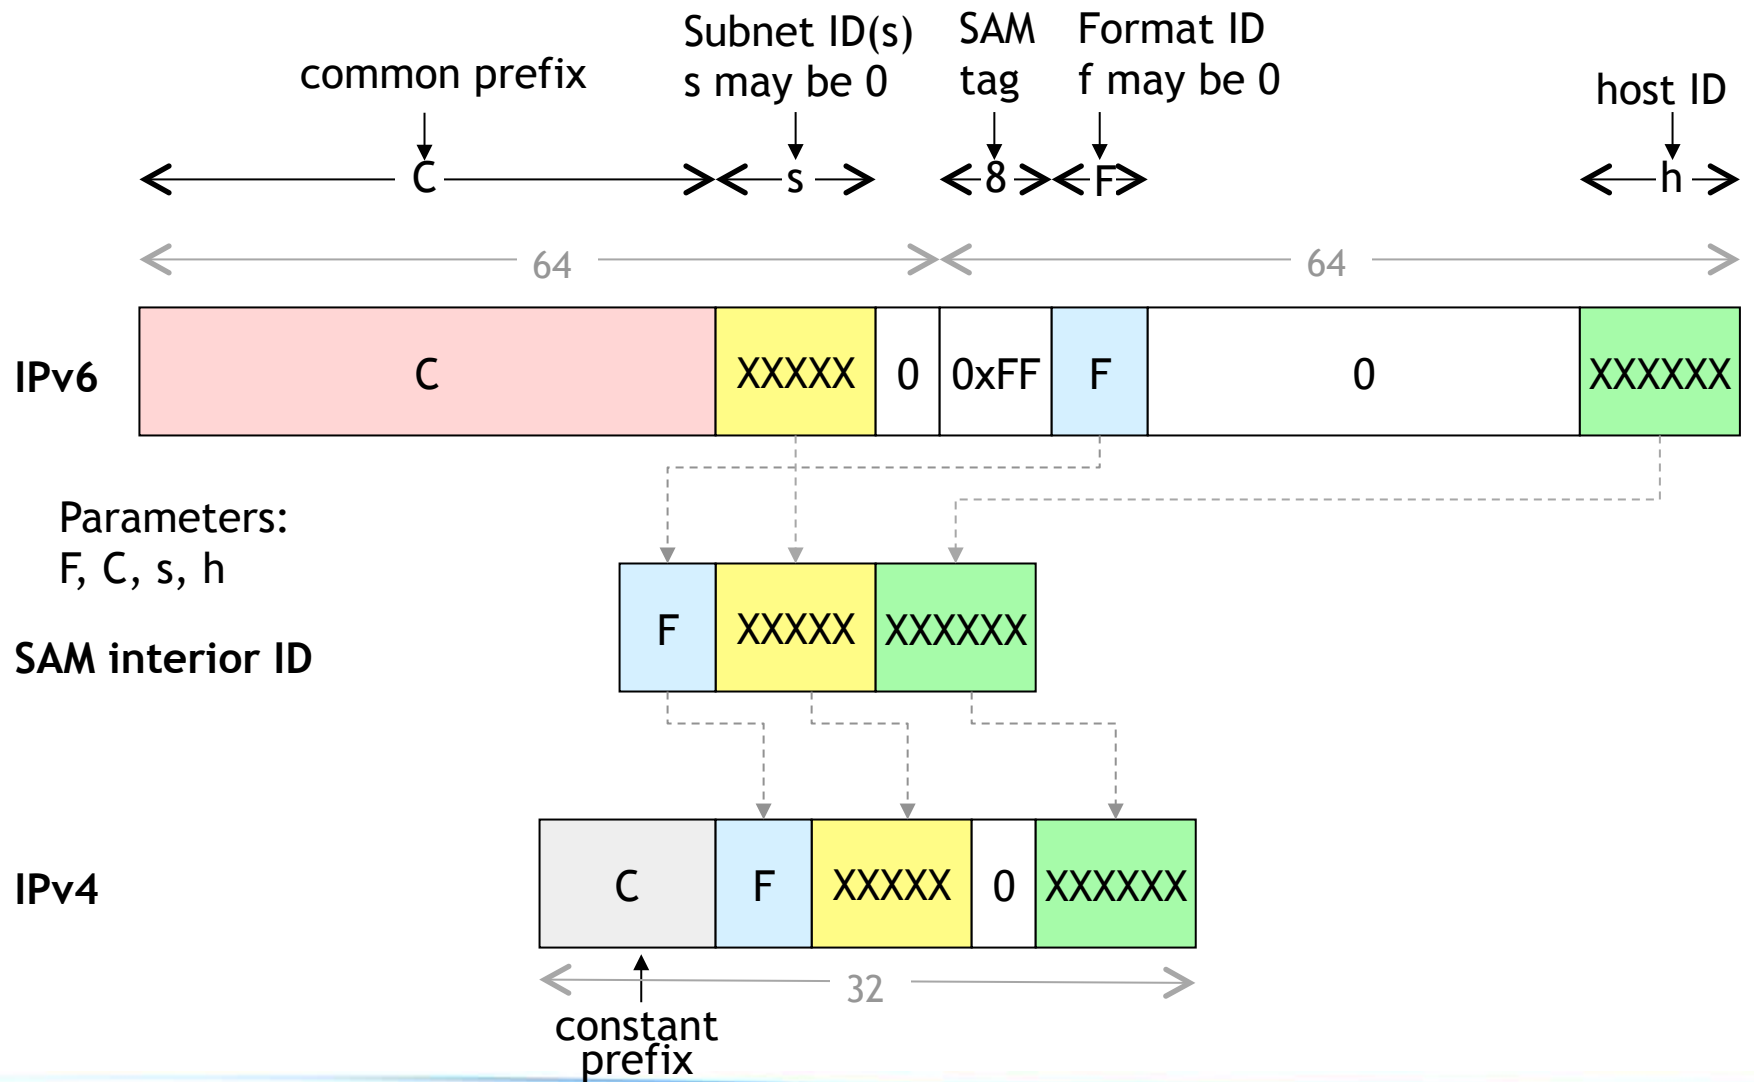 Subnet ID(s)
s may be 0
SAM
tag
Format ID
f may be 0
common prefix
host ID
C
s
8
F
h
64
64
IPv6
C
XXXXX
0
0xFF
F
0
XXXXXX
Parameters:
F, C, s, h
SAM interior ID
F
XXXXX
XXXXXX
IPv4
C
F
XXXXX
0
XXXXXX
32
constant
prefix